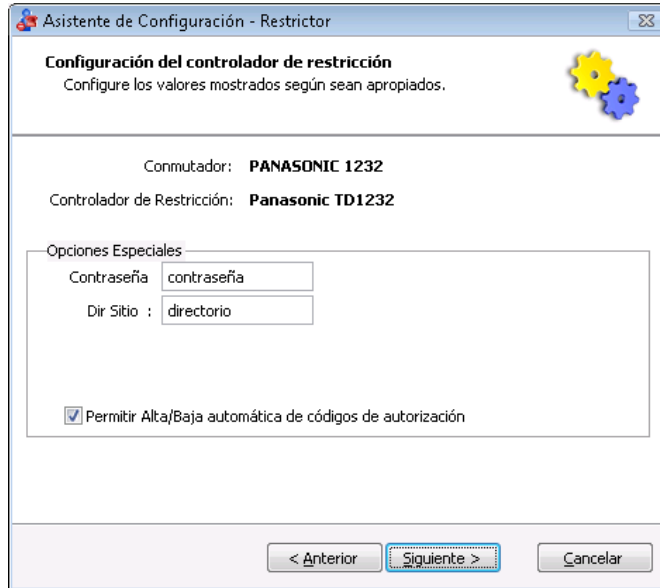 Asistente de Configuración - Restrictor
Configuración del controlador de restricción
Configure los valores mostrados según sean apropiados.
Conmutador: PANASONIC 1232
Controlador de Restricción: Panasonic TD1232
Opciones Especiales
Contraseña contraseña
Dir Sitio : directorio
Permitir Alta/Baja automática de códigos de autorización
< Anterior Siguiente > Cancelar